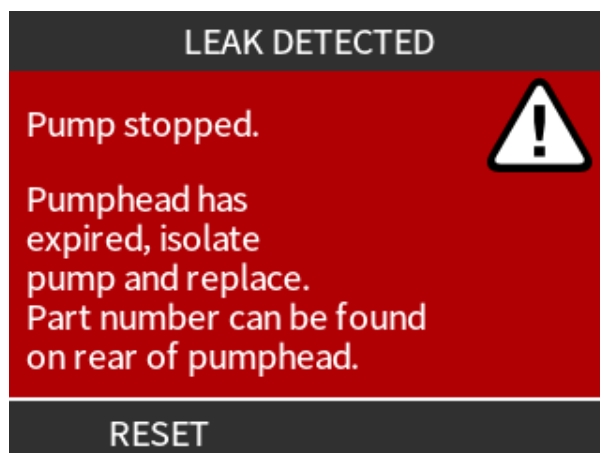 LEAK DETECTED
Pump stopped.
Pumphead has
expired, isolate
pump and replace.
Part number can be found
on rear of pumphead.
RESET